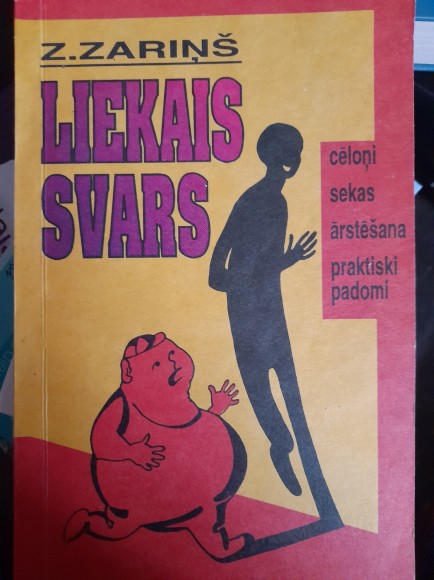 Z.ZARIŅŠ
LIEKAIS
SVARS
cēloņi
sekas
ārstēšana
praktiski
padomi